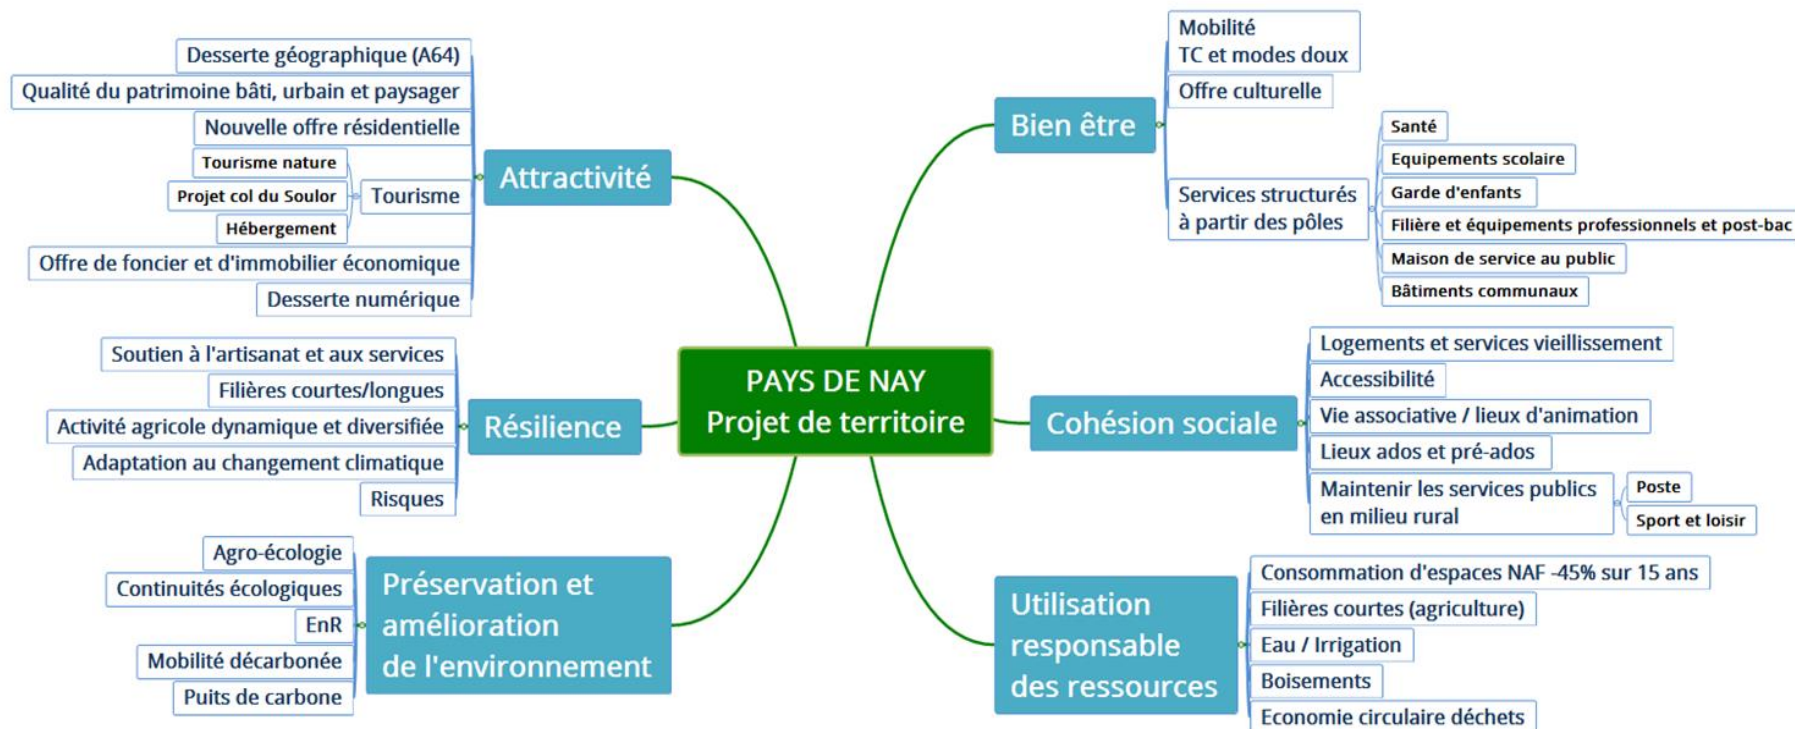 PAYS DE NAY
Projet de territoire
Attractivité
Desserte géographique (A64)
Qualité du patrimoine bâti, urbain et paysager
Nouvelle offre résidentielle
Tourisme
Tourisme nature
Projet col du Soulor
Hébergement
Offre de foncier et d'immobilier économique
Desserte numérique
Résilience
Soutien à l'artisanat et aux services
Filières courtes/longues
Activité agricole dynamique et diversifiée
Adaptation au changement climatique
Risques
Préservation et
amélioration
de l'environnement
Agro-écologie
Continuités écologiques
EnR
Mobilité décarbonée
Puits de carbone
Bien être
Mobilité
TC et modes doux
Offre culturelle
Services structurés
à partir des pôles
Santé
Equipements scolaire
Garde d'enfants
Filière et équipements professionnels et post-bac
Maison de service au public
Bâtiments communaux
Cohésion sociale
Logements et services vieillissement
Accessibilité
Vie associative / lieux d'animation
Lieux ados et pré-ados
Maintenir les services publics
en milieu rural
Poste
Sport et loisir
Utilisation
responsable
des ressources
Consommation d'espaces NAF -45% sur 15 ans
Filières courtes (agriculture)
Eau / Irrigation
Boisements
Economie circulaire déchets